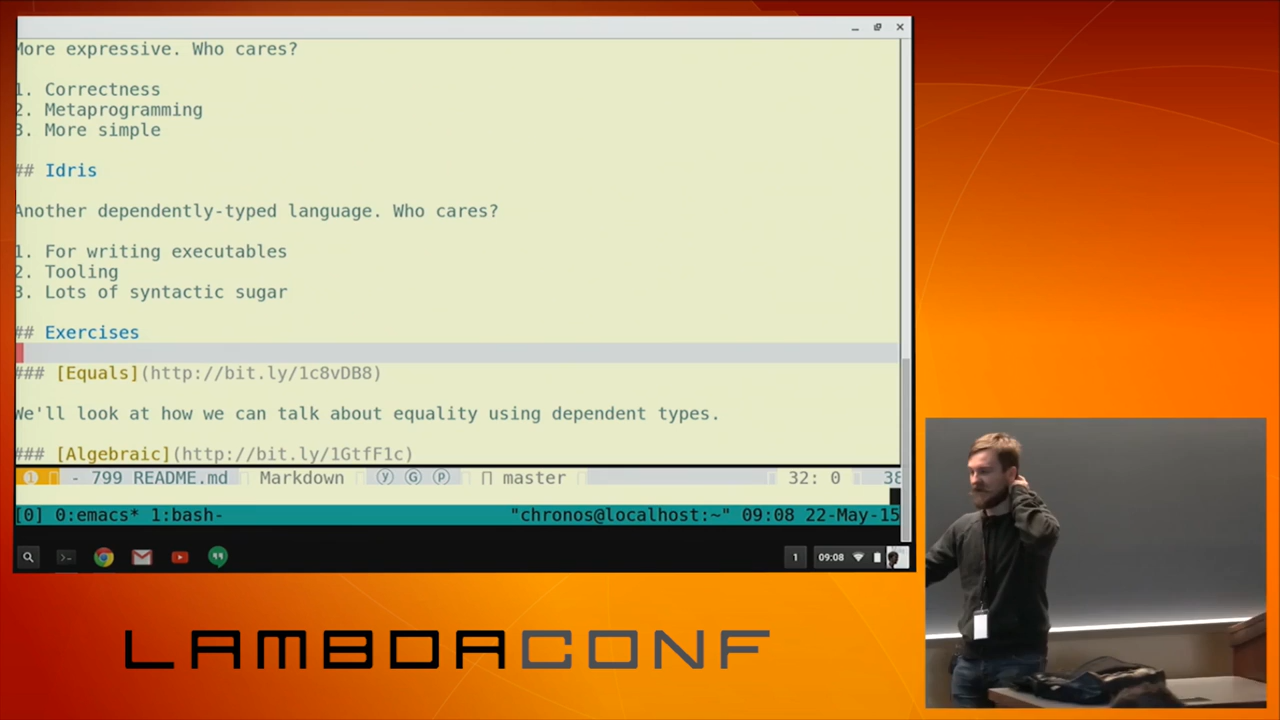 More expressive. Who cares?
1. Correctness
2. Metaprogramming
3. More simple
## Idris
Another dependently-typed language. Who cares?
1. For writing executables
2. Tooling
3. Lots of syntactic sugar
## Exercises
### [Equals](http://bit.ly/1c8vDB8)
We'll look at how we can talk about equality using dependent types.
### [Algebraic](http://bit.ly/1GtfF1c)
1 - 799 README.md Markdown y G p master 32: 0 38
[0] 0:emacs* 1:bash- "chronos@localhost:~" 09:08 22-May-15
1 09:08
LAMBDACONF